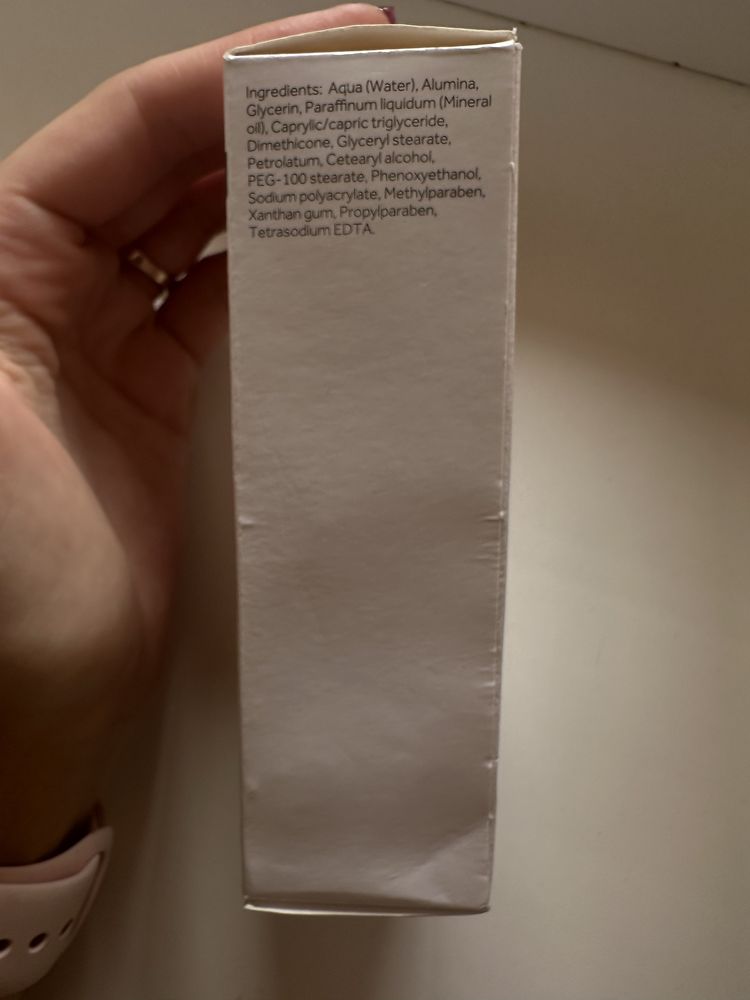 Ingredients: Aqua (Water), Alumina,
Glycerin, Paraffinum liquidum (Mineral
oil), Caprylic/capric triglyceride,
Dimethicone, Glyceryl stearate,
Petrolatum, Cetearyl alcohol,
PEG-100 stearate, Phenoxyethanol,
Sodium polyacrylate, Methylparaben,
Xanthan gum, Propylparaben,
Tetrasodium EDTA.